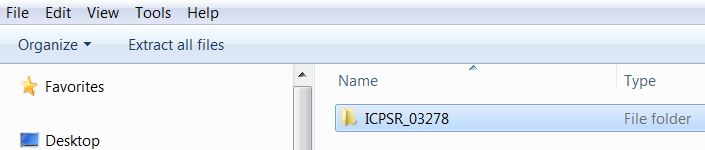 File Edit View Tools Help
Organize Extract all files
Favorites
Name Type
ICPSR_03278 File folder
Desktop